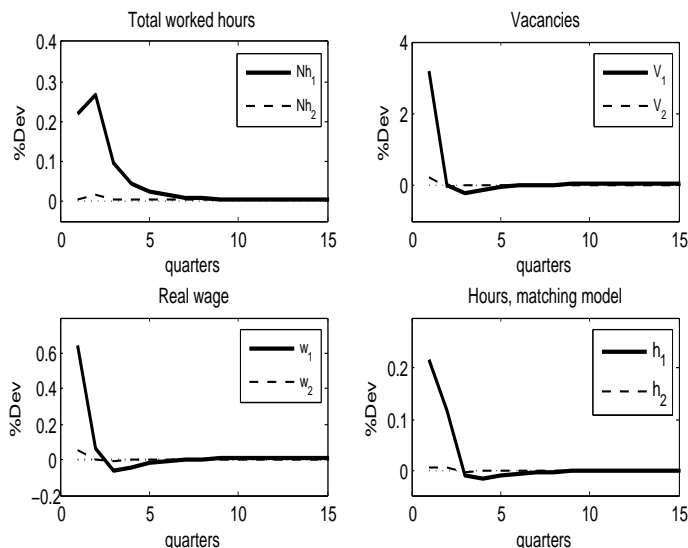 Total worked hours
%Dev
0.4
0.3
0.2
0.1
0
0 5 10 15
quarters
Nh1
Nh2
Vacancies
%Dev
4
2
0
0 5 10 15
quarters
V1
V2
Real wage
%Dev
0.6
0.4
0.2
0
−0.2
0 5 10 15
quarters
w1
w2
Hours, matching model
%Dev
0.2
0.1
0
0 5 10 15
quarters
h1
h2